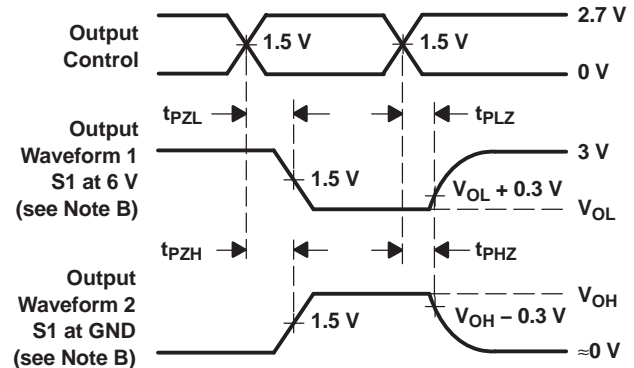 2.7 V
Output
Control
1.5 V
1.5 V
0 V
tPZL
tPLZ
Output
Waveform 1
S1 at 6 V
(see Note B)
3 V
1.5 V
VOL + 0.3 V
VOL
tPZH
tPHZ
Output
Waveform 2
S1 at GND
(see Note B)
VOH
1.5 V
VOH – 0.3 V
≈0 V